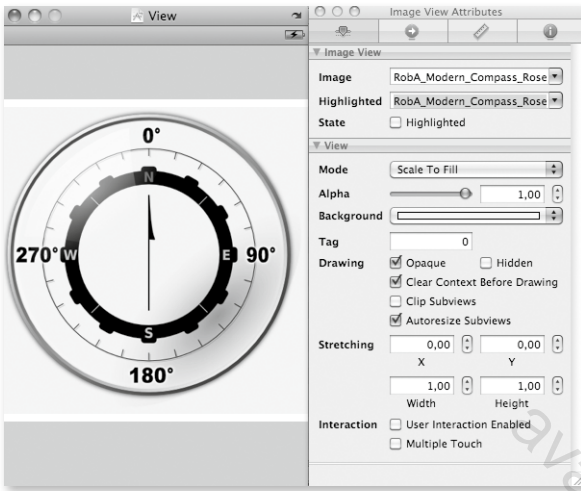 View
0°
N
270° W E 90°
S
180°
Image View Attributes
Image View
Image RobA_Modern_Compass_Rose
Highlighted RobA_Modern_Compass_Rose
State Highlighted
View
Mode Scale To Fill
Alpha 1,00
Background
Tag 0
Drawing Opaque Hidden
Clear Context Before Drawing
Clip Subviews
Autoresize Subviews
Stretching 0,00 0,00
X Y
1,00 1,00
Width Height
Interaction User Interaction Enabled
Multiple Touch